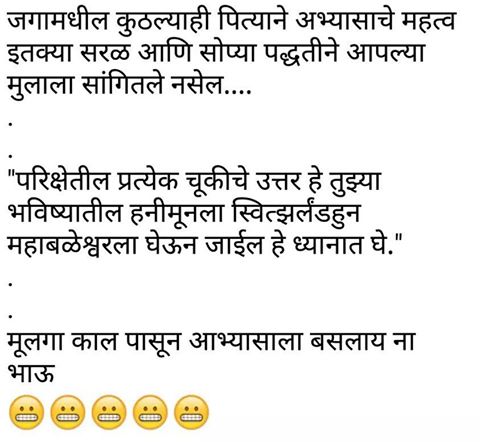 जगामधील कुठल्याही पित्याने अभ्यासाचे महत्व
इतक्या सरळ आणि सोप्या पद्धतीने आपल्या
मुलाला सांगितले नसेल....
.
.
"परिक्षेतील प्रत्येक चूकीचे उत्तर हे तुझ्या
भविष्यातील हनीमूनला स्वित्झर्लंडहुन
महाबळेश्वरला घेऊन जाईल हे ध्यानात घे."
.
.
मूलगा काल पासून आभ्यासाला बसलाय ना
भाऊ
😬😬😬😬😬